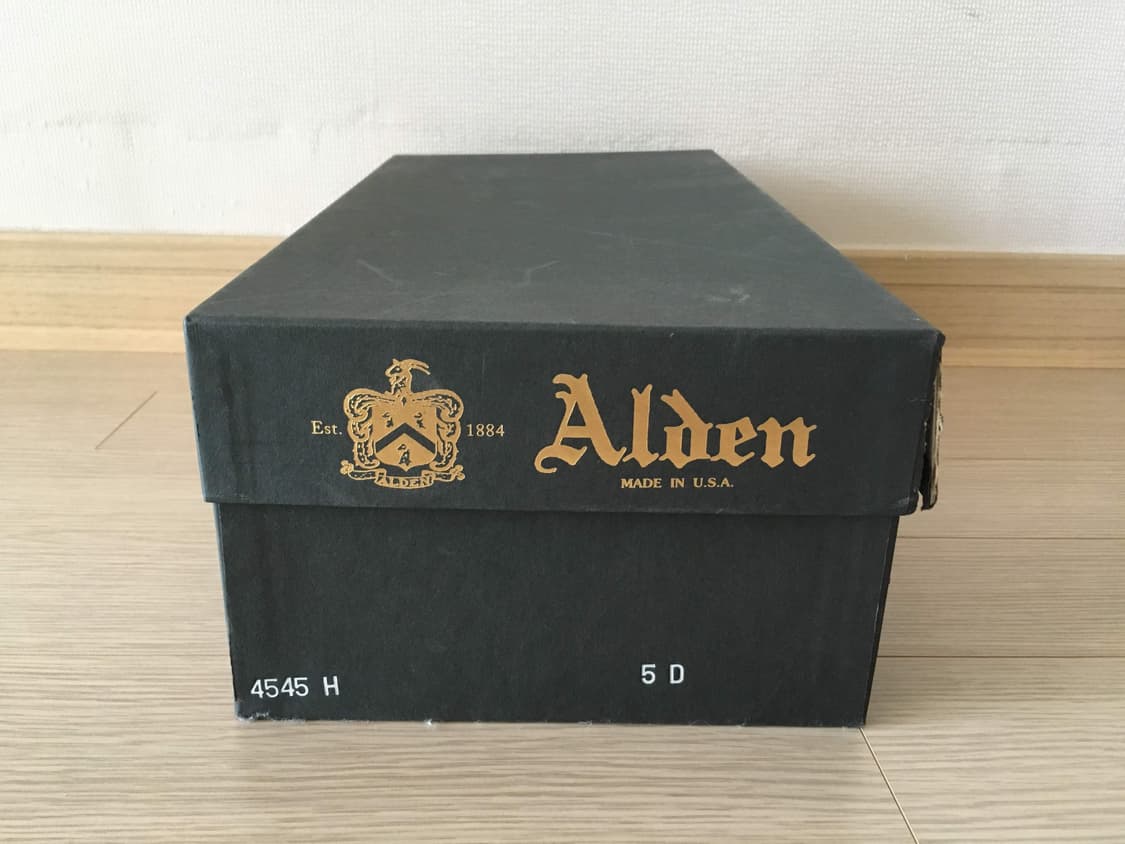 Est. 1884
ALDEN
Alden
MADE IN U.S.A.
4545 H 5 D